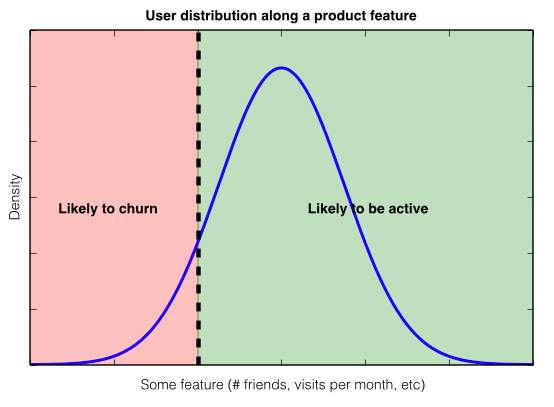 User distribution along a product feature
Density
Likely to churn
Likely to be active
Some feature (# friends, visits per month, etc)